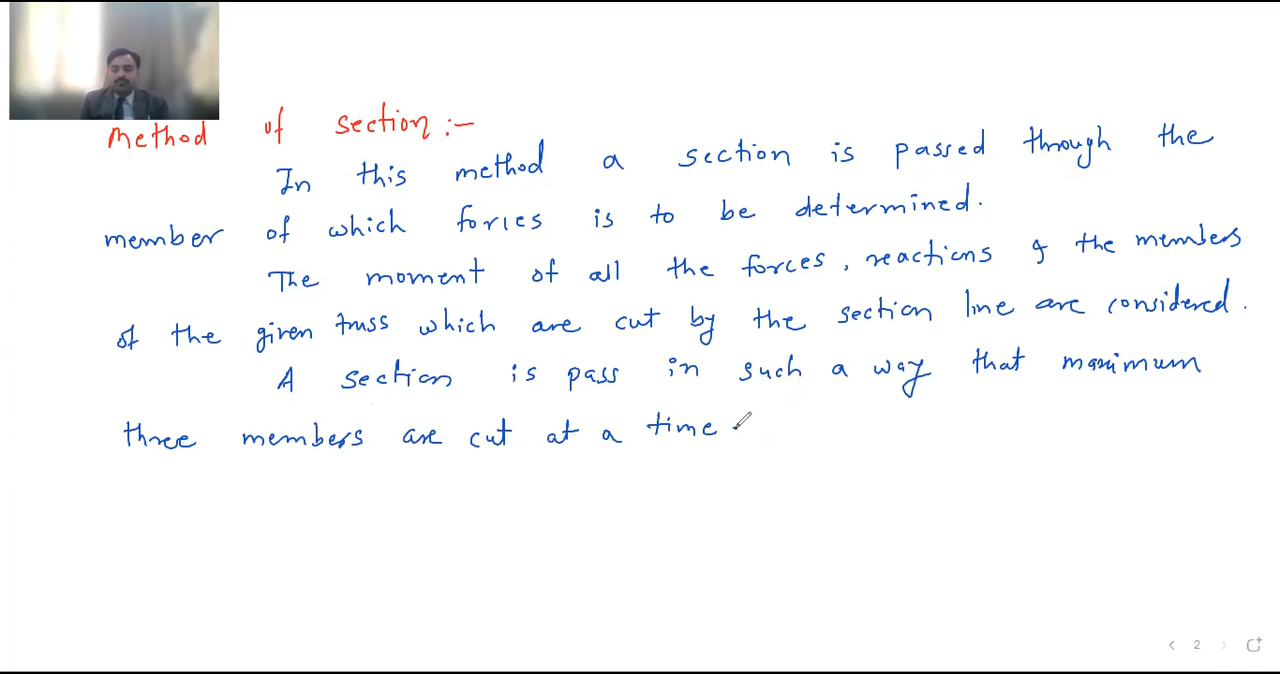 Method of section :-
In this method a section is passed through the
member of which forces is to be determined.
The moment of all the forces, reactions & the members
of the given truss which are cut by the section line are considered.
A section is pass in such a way that maximum
three members are cut at a time
2